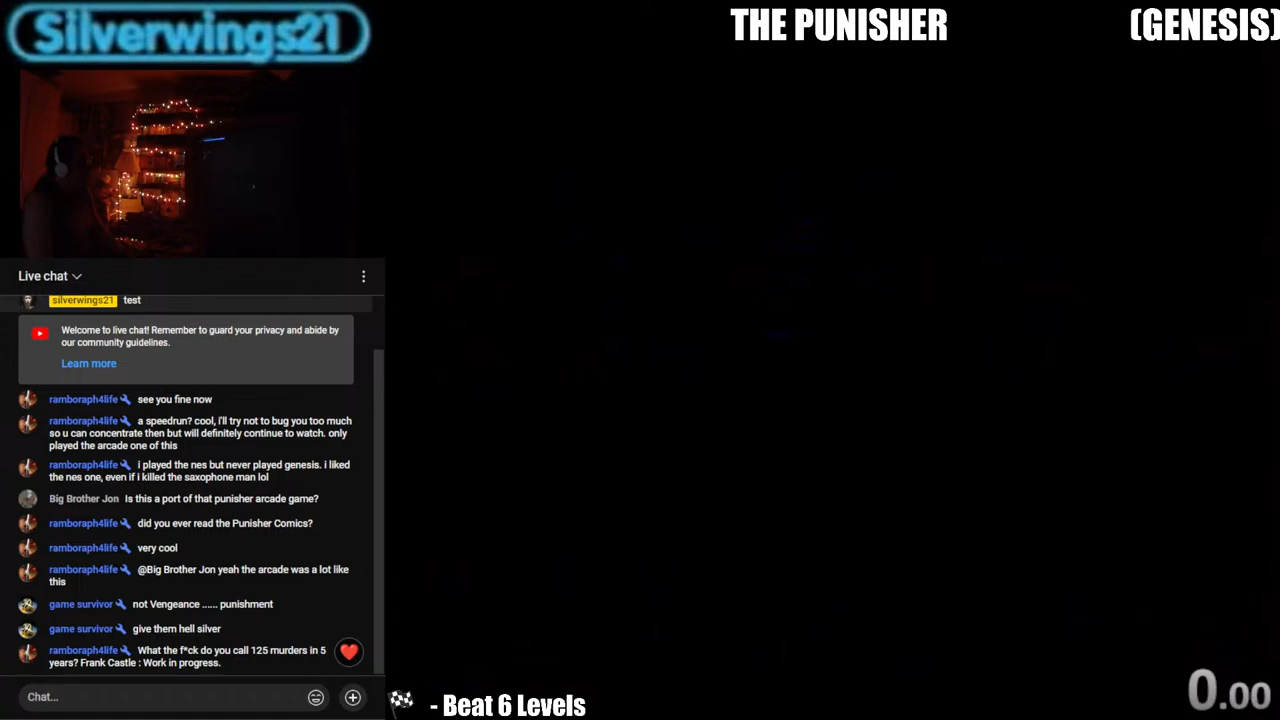 Silverwings21
THE PUNISHER (GENESIS)
Live chat
silverwings21 test
Welcome to live chat! Remember to guard your privacy and abide by
our community guidelines.
Learn more
ramboraph4life see you fine now
ramboraph4life a speedrun? cool, i'll try not to bug you too much
so u can concentrate then but will definitely continue to watch. only
played the arcade one of this
ramboraph4life i played the nes but never played genesis. i liked
the nes one, even if i killed the saxophone man lol
Big Brother Jon Is this a port of that punisher arcade game?
ramboraph4life did you ever read the Punisher Comics?
ramboraph4life very cool
ramboraph4life @Big Brother Jon yeah the arcade was a lot like
this
game survivor not Vengeance ...... punishment
game survivor give them hell silver
ramboraph4life What the f*ck do you call 125 murders in 5
years? Frank Castle : Work in progress.
Chat...
- Beat 6 Levels
0.00